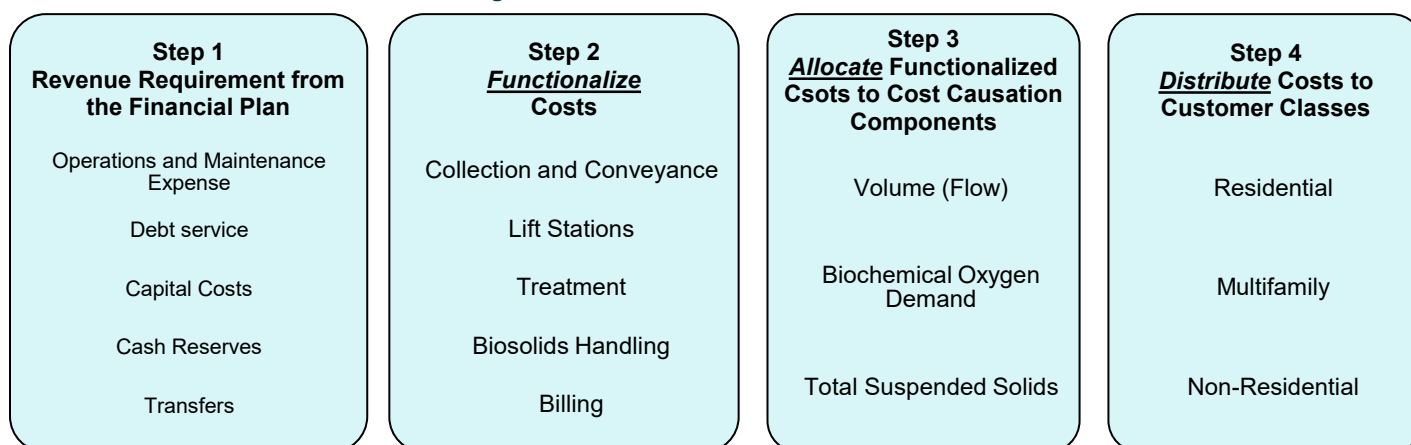 Step 1
Revenue Requirement from
the Financial Plan
Operations and Maintenance
Expense
Debt service
Capital Costs
Cash Reserves
Transfers
Step 2
Functionalize
Costs
Collection and Conveyance
Lift Stations
Treatment
Biosolids Handling
Billing
Step 3
Allocate Functionalized
Csots to Cost Causation
Components
Volume (Flow)
Biochemical Oxygen
Demand
Total Suspended Solids
Step 4
Distribute Costs to
Customer Classes
Residential
Multifamily
Non-Residential